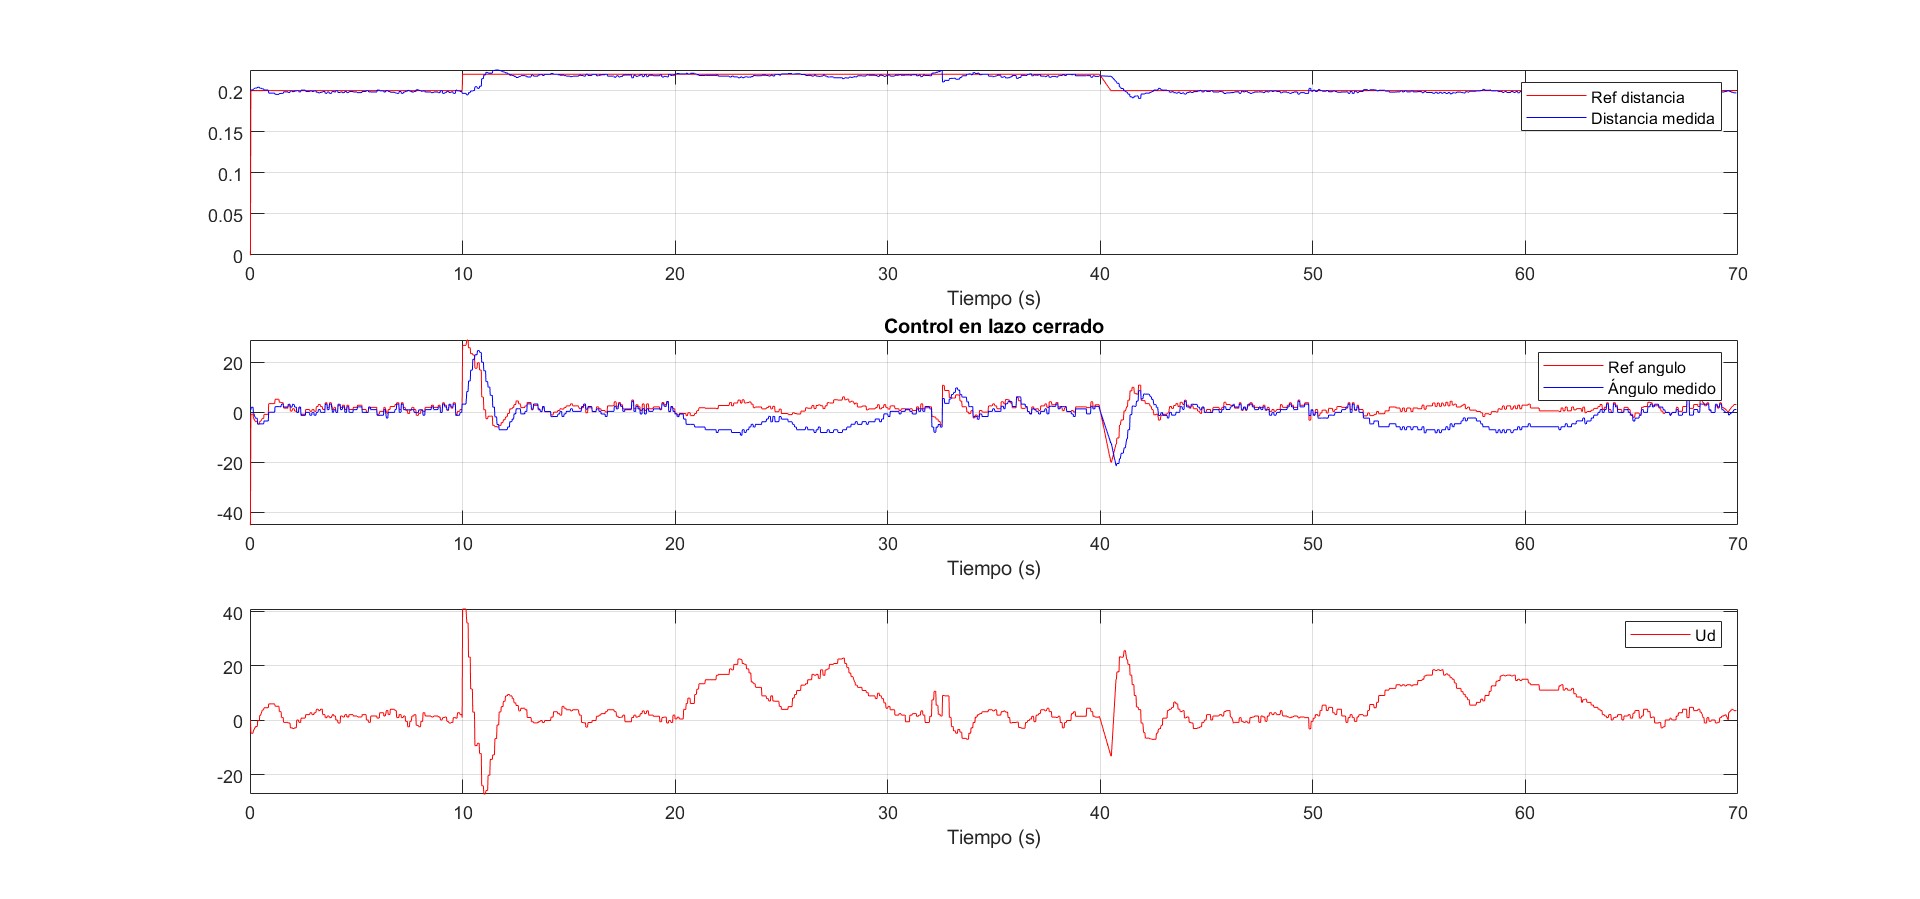 0.2
0.15
0.1
0.05
0
Ref distancia
Distancia medida
0 10 20 30 40 50 60 70
Tiempo (s)
Control en lazo cerrado
20
0
-20
-40
Ref angulo
Ángulo medido
0 10 20 30 40 50 60 70
Tiempo (s)
40
20
0
-20
Ud
0 10 20 30 40 50 60 70
Tiempo (s)